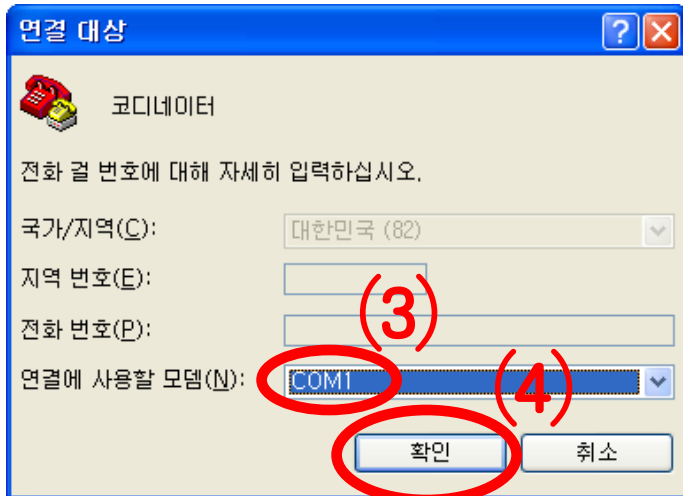 연결 대상
코디네이터
전화 걸 번호에 대해 자세히 입력하십시오.
국가/지역(C): 대한민국 (82)
지역 번호(E):
(3)
전화 번호(P):
연결에 사용할 모뎀(N): COM1
(4)
확인 취소